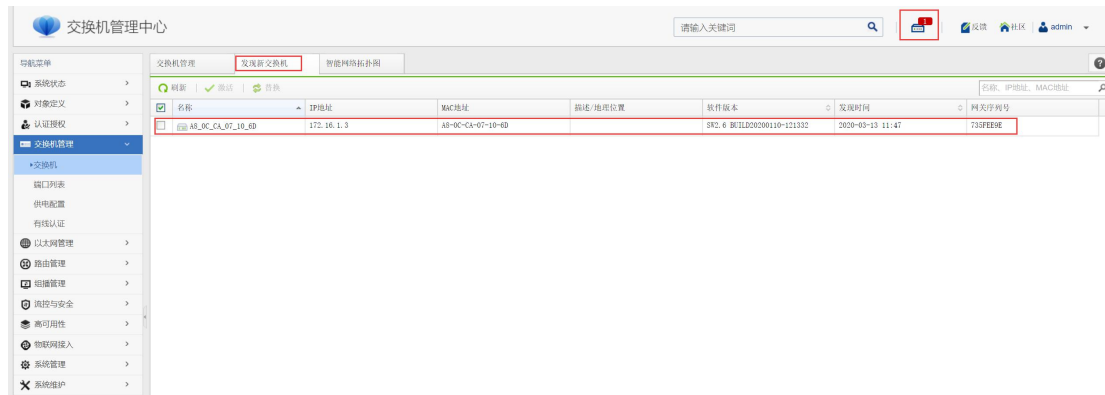 交换机管理中心
请输入关键词
1
反馈
社区
admin
导航菜单
交换机管理
发现新交换机
智能网络拓扑图
系统状态
刷新
激活
替换
名称、IP地址、MAC地址
对象定义
名称
IP地址
MAC地址
描述/地理位置
软件版本
发现时间
网关序列号
认证授权
A8_0C_CA_07_10_6D
172.16.1.3
A8-0C-CA-07-10-6D
SW2.6 BUILD20200110-121332
2020-03-13 11:47
735FEE9E
交换机管理
交换机
端口列表
供电配置
有线认证
以太网管理
路由管理
组播管理
流控与安全
高可用性
物联网接入
系统管理
系统维护